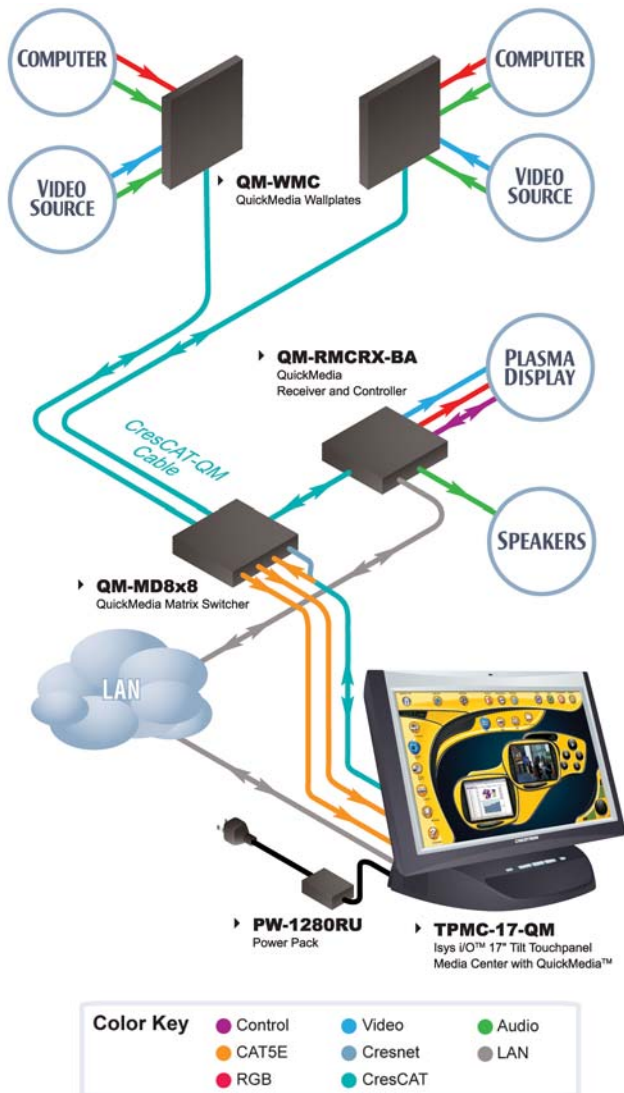 COMPUTER
COMPUTER
VIDEO
SOURCE
VIDEO
SOURCE
QM-WMC
QuickMedia Wallplates
QM-RMCRX-BA
QuickMedia
Receiver and Controller
PLASMA
DISPLAY
CresCAT-QM
Cable
SPEAKERS
QM-MD8x8
QuickMedia Matrix Switcher
LAN
PW-1280RU
Power Pack
TPMC-17-QM
Isys i/O™ 17" Tilt Touchpanel
Media Center with QuickMedia™
Color Key
Control
Video
Audio
CAT5E
Cresnet
LAN
RGB
CresCAT